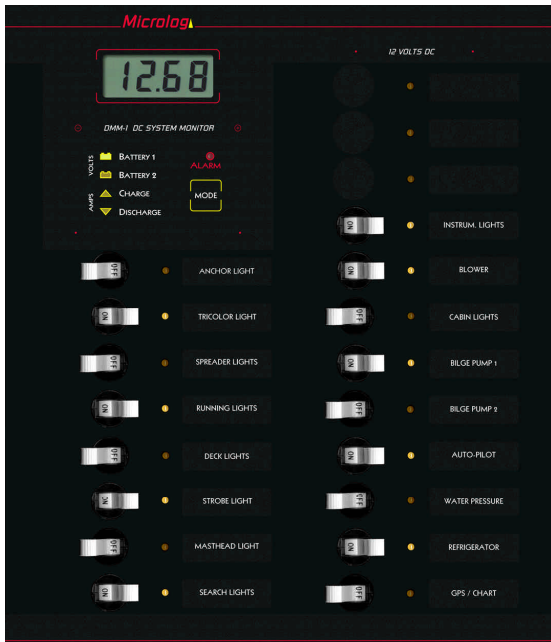 Microlog
12.68
DMM-1 DC SYSTEM MONITOR
VOLTS
BATTERY 1
BATTERY 2
AMPS
CHARGE
DISCHARGE
ALARM
MODE
12 VOLTS DC
ON INSTRUM. LIGHTS
OFF ANCHOR LIGHT
ON BLOWER
ON TRICOLOR LIGHT
OFF CABIN LIGHTS
OFF SPREADER LIGHTS
ON BILGE PUMP 1
ON RUNNING LIGHTS
OFF BILGE PUMP 2
OFF DECK LIGHTS
ON AUTO-PILOT
ON STROBE LIGHT
OFF WATER PRESSURE
OFF MASTHEAD LIGHT
ON REFRIGERATOR
ON SEARCH LIGHTS
OFF GPS / CHART